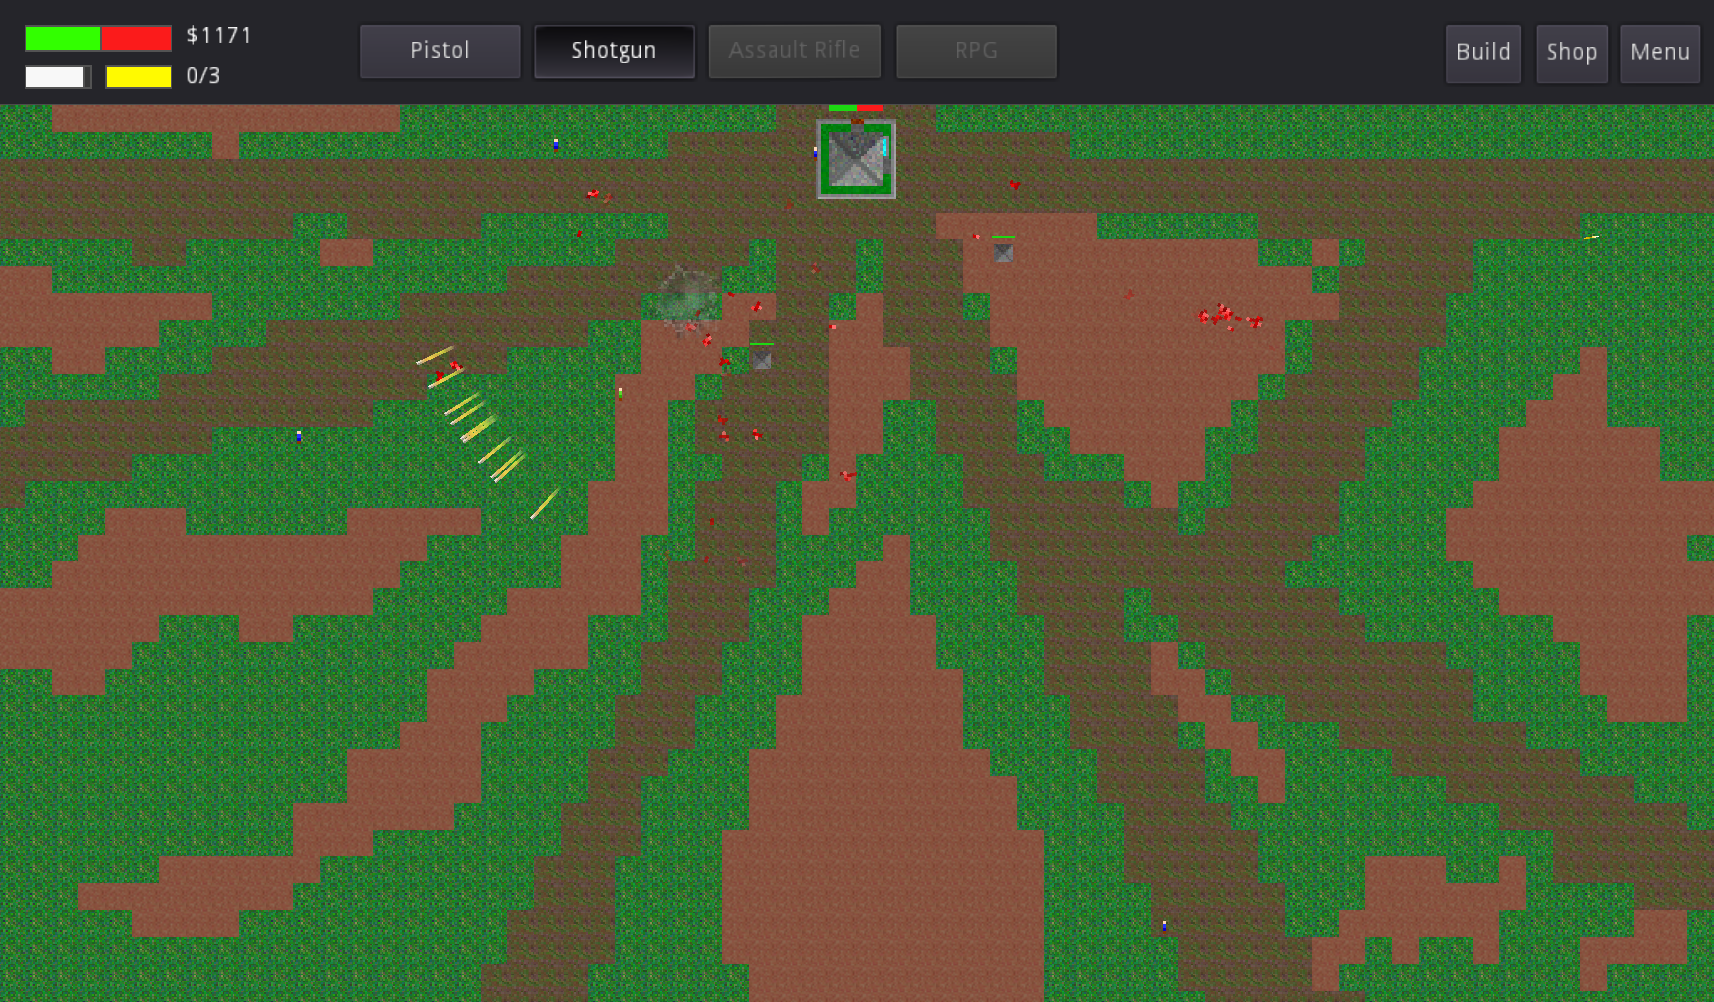 $1171
0/3
Pistol
Shotgun
Assault Rifle
RPG
Build
Shop
Menu